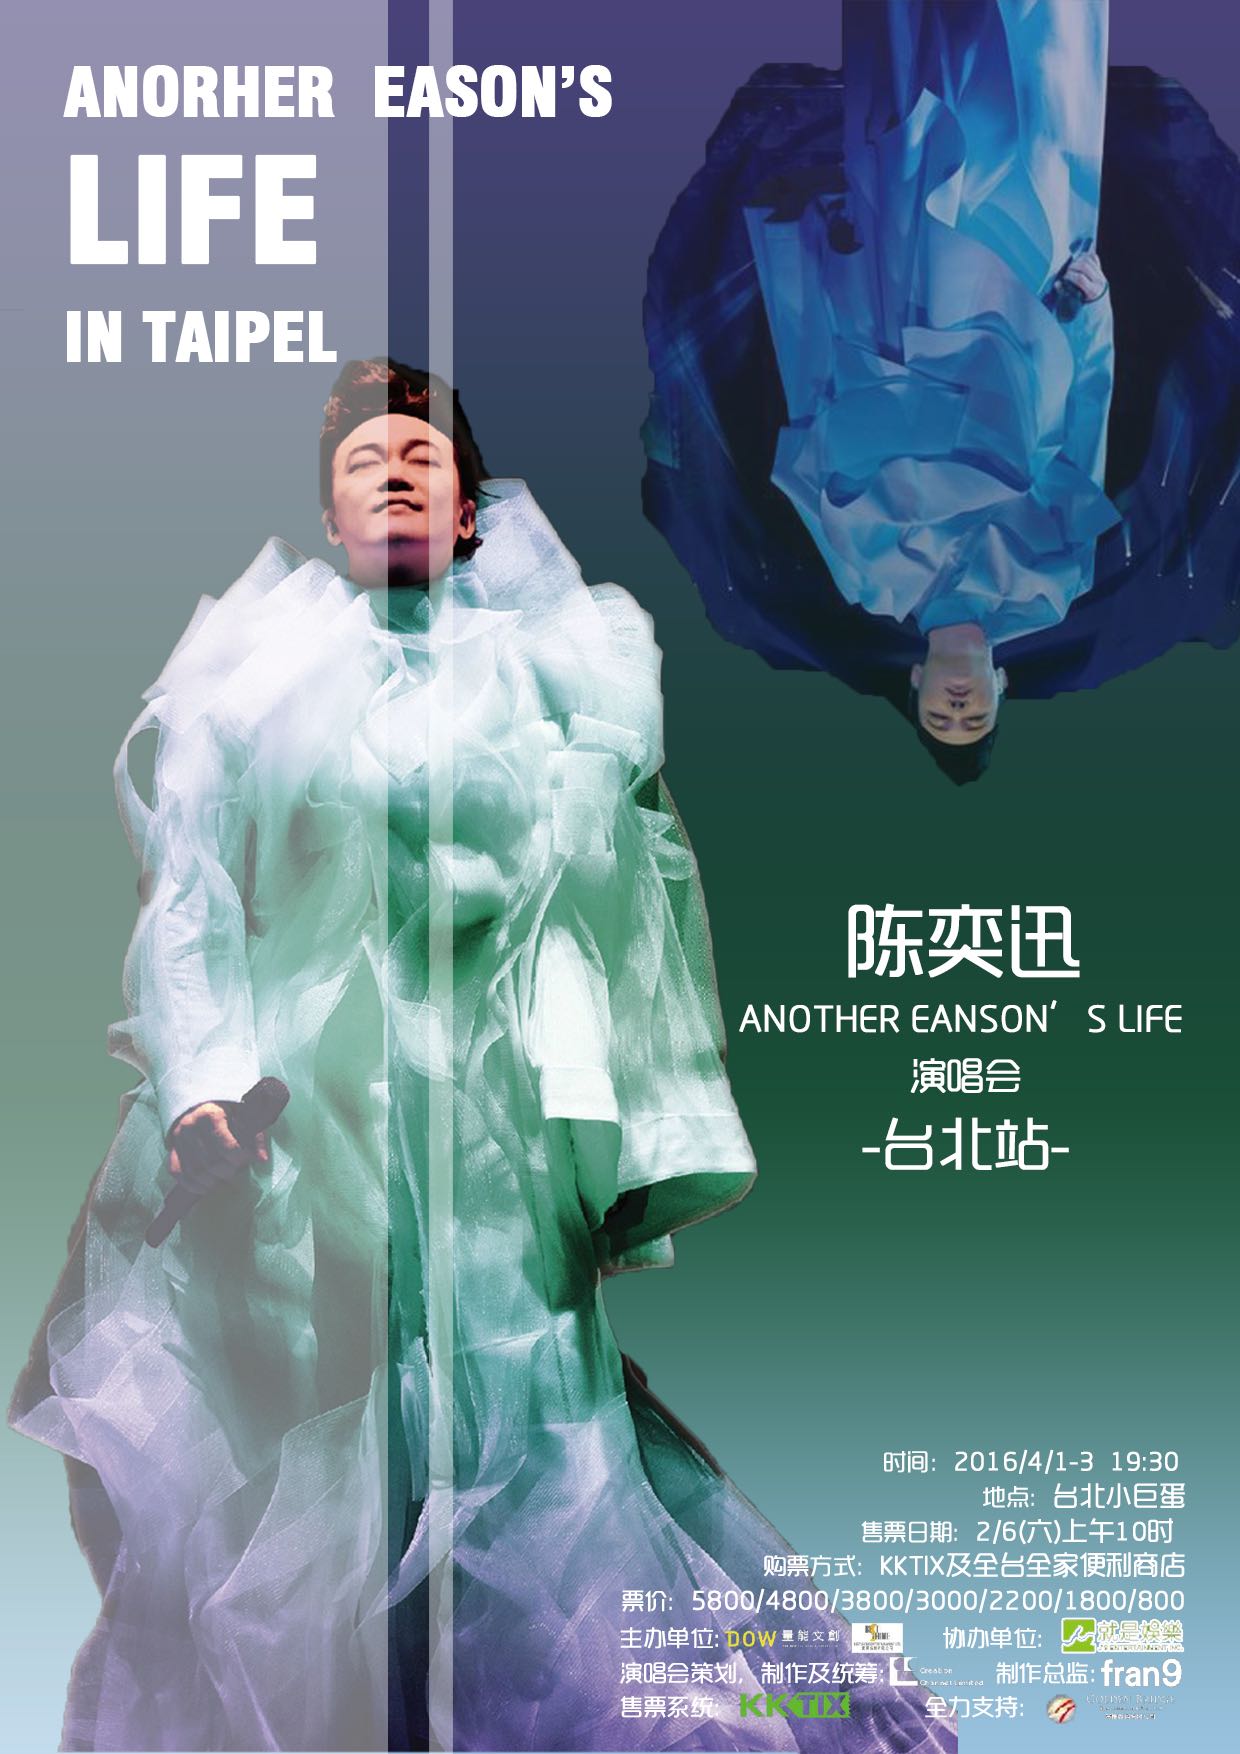 ANORHER EASON'S
LIFE
IN TAIPEL
陈奕迅
ANOTHER EANSON’S LIFE
演唱会
-台北站-
时间: 2016/4/1-3 19:30
地点: 台北小巨蛋
售票日期: 2/6(六)上午10时
购票方式: KKTIX及全台全家便利商店
票价: 5800/4800/3800/3000/2200/1800/800
主办单位: DOW 量能文創 协办单位: 就是娛樂
演唱会策划, 制作及统筹: Creation Channel Limited 制作总监: fran9
售票系统: KKTIX 全力支持: